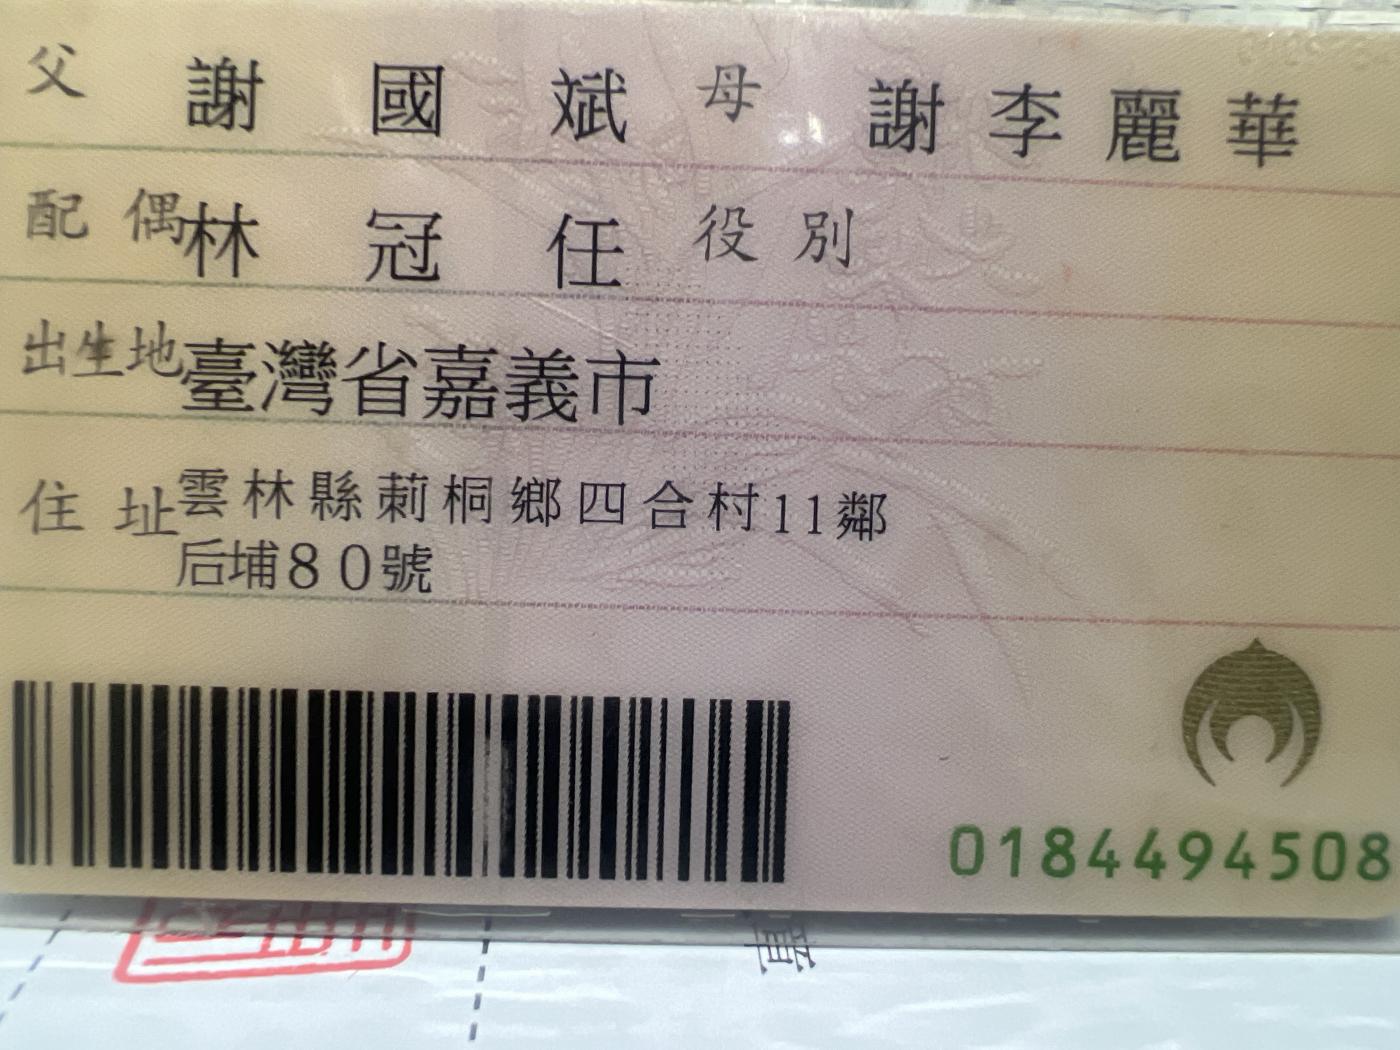 父 謝國斌 母 謝李麗華
配偶 林冠任 役別
出生地 臺灣省嘉義市
住址 雲林縣莿桐鄉四合村11鄰
后埔80號
0184494508
章